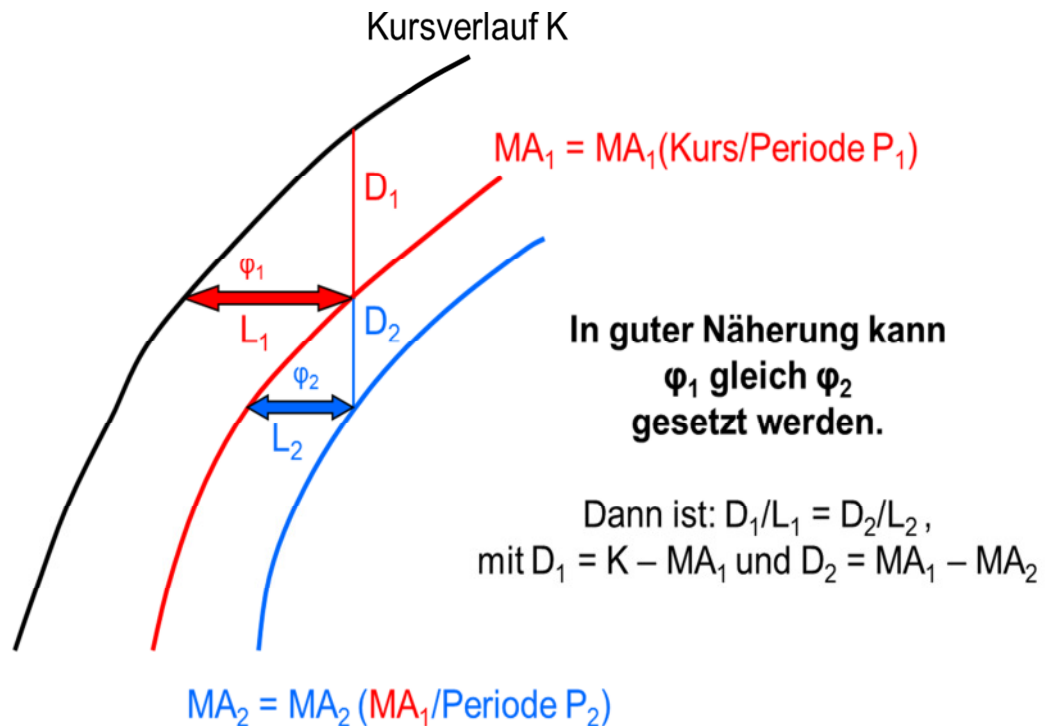 Kursverlauf K
MA₁ = MA₁(Kurs/Periode P₁)
D₁
φ₁
L₁
D₂
φ₂
L₂
In guter Näherung kann
φ₁ gleich φ₂
gesetzt werden.
Dann ist: D₁/L₁ = D₂/L₂ ,
mit D₁ = K – MA₁ und D₂ = MA₁ – MA₂
MA₂ = MA₂ (MA₁/Periode P₂)